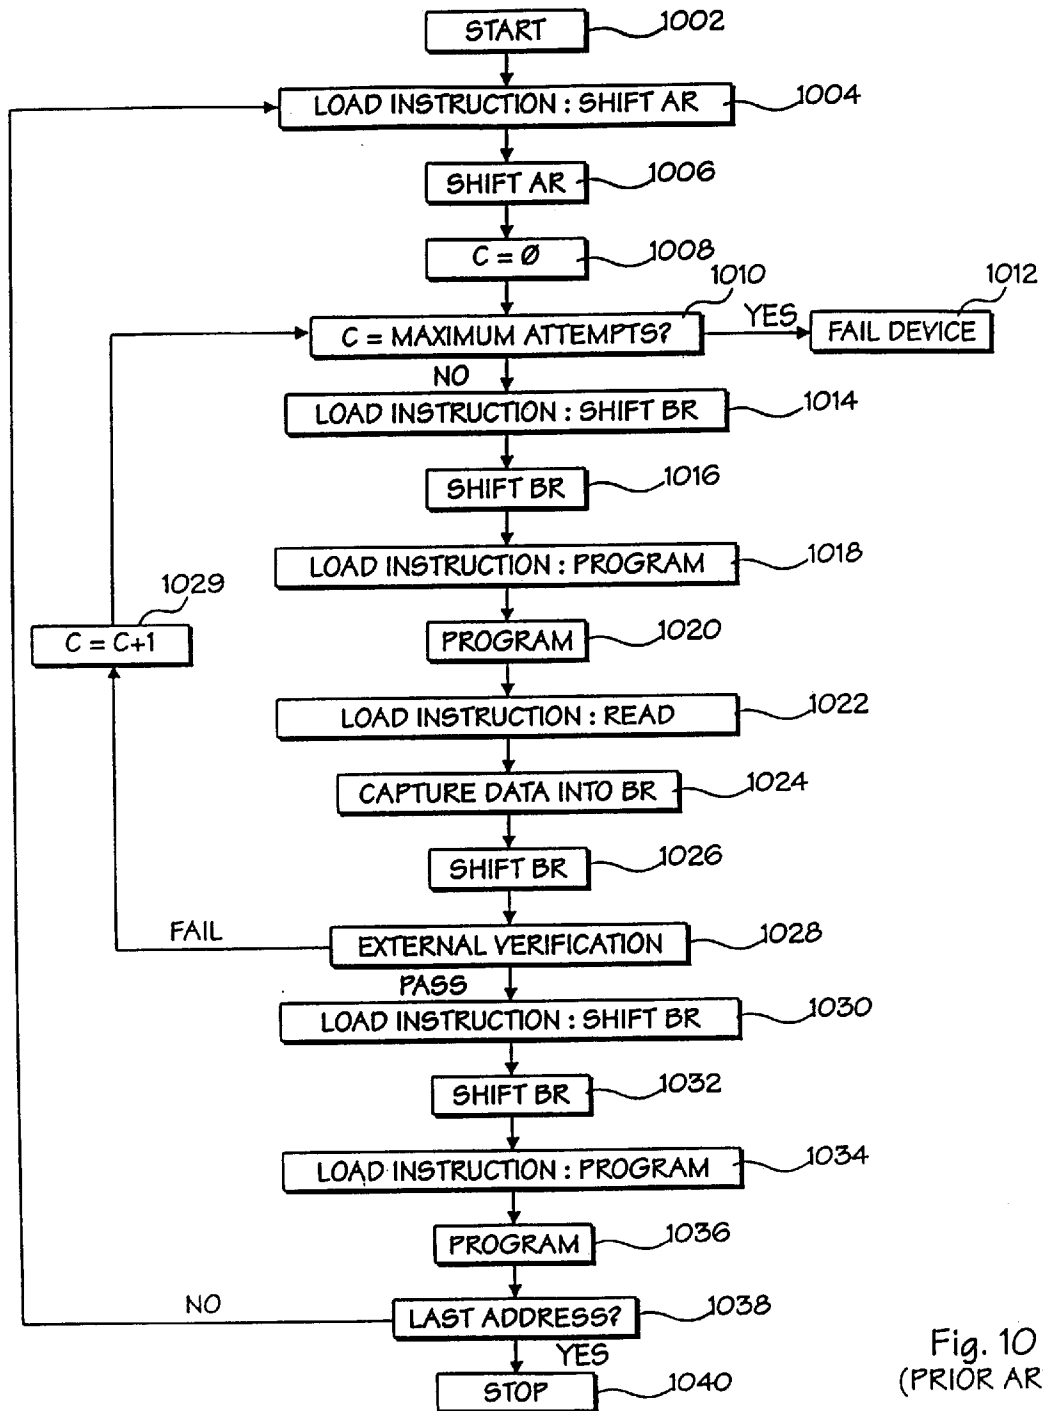 START 1002
LOAD INSTRUCTION : SHIFT AR 1004
SHIFT AR 1006
C = Ø 1008
C = MAXIMUM ATTEMPTS? 1010
YES
FAIL DEVICE 1012
NO
LOAD INSTRUCTION : SHIFT BR 1014
SHIFT BR 1016
LOAD INSTRUCTION : PROGRAM 1018
C = C+1 1029
PROGRAM 1020
LOAD INSTRUCTION : READ 1022
CAPTURE DATA INTO BR 1024
SHIFT BR 1026
FAIL
EXTERNAL VERIFICATION 1028
PASS
LOAD INSTRUCTION : SHIFT BR 1030
SHIFT BR 1032
LOAD INSTRUCTION : PROGRAM 1034
PROGRAM 1036
NO
LAST ADDRESS? 1038
YES
STOP 1040
Fig. 10
(PRIOR AR